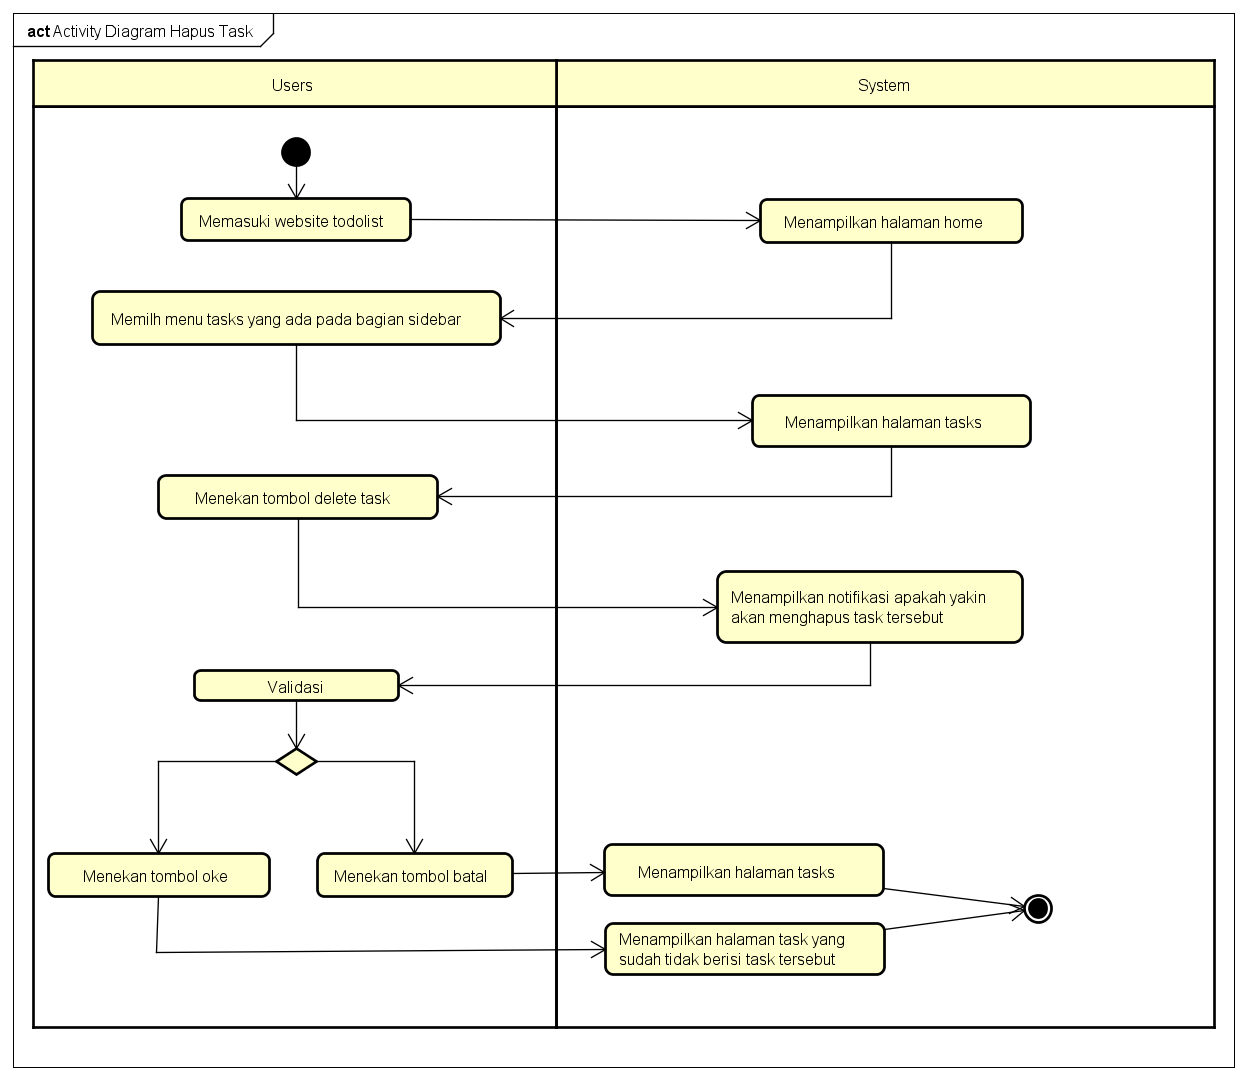 act Activity Diagram Hapus Task
Users
System
Memasuki website todolist
Menampilkan halaman home
Memilh menu tasks yang ada pada bagian sidebar
Menampilkan halaman tasks
Menekan tombol delete task
Menampilkan notifikasi apakah yakin
akan menghapus task tersebut
Validasi
Menekan tombol oke
Menekan tombol batal
Menampilkan halaman tasks
Menampilkan halaman task yang
sudah tidak berisi task tersebut